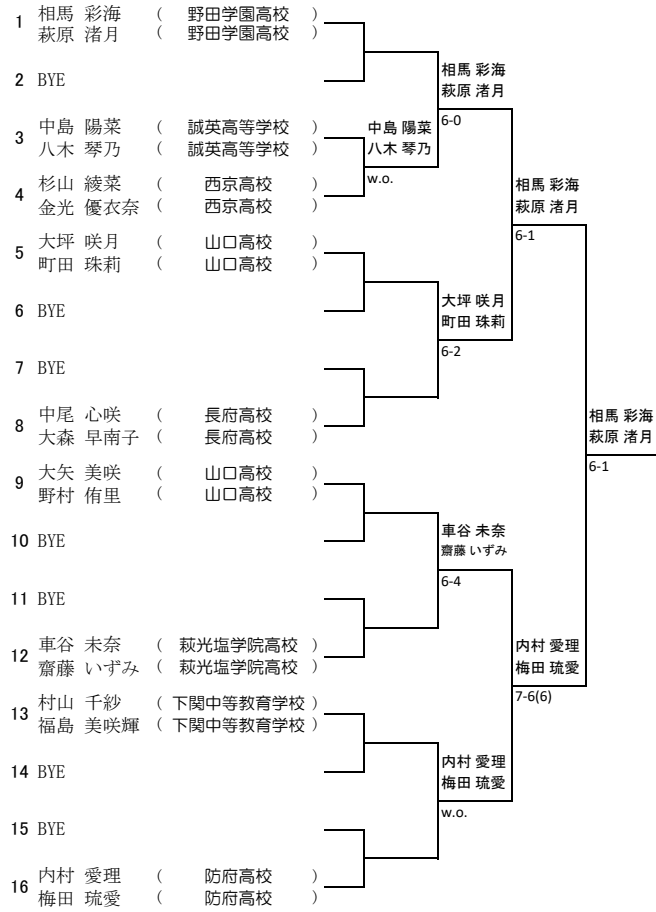 1 相馬 彩海 ( 野田学園高校 )
萩原 渚月 ( 野田学園高校 )
2 BYE
3 中島 陽菜 ( 誠英高等学校 )
八木 琴乃 ( 誠英高等学校 )
4 杉山 綾菜 ( 西京高校 )
金光 優衣奈 ( 西京高校 )
5 大坪 咲月 ( 山口高校 )
町田 珠莉 ( 山口高校 )
6 BYE
7 BYE
8 中尾 心咲 ( 長府高校 )
大森 早南子 ( 長府高校 )
9 大矢 美咲 ( 山口高校 )
野村 侑里 ( 山口高校 )
10 BYE
11 BYE
12 車谷 未奈 ( 萩光塩学院高校 )
齋藤 いずみ ( 萩光塩学院高校 )
13 村山 千紗 ( 下関中等教育学校 )
福島 美咲輝 ( 下関中等教育学校 )
14 BYE
15 BYE
16 内村 愛理 ( 防府高校 )
梅田 琉愛 ( 防府高校 )
中島 陽菜
八木 琴乃
w.o.
相馬 彩海
萩原 渚月
6-0
大坪 咲月
町田 珠莉
6-2
車谷 未奈
齋藤 いずみ
6-4
内村 愛理
梅田 琉愛
w.o.
相馬 彩海
萩原 渚月
6-1
内村 愛理
梅田 琉愛
7-6(6)
相馬 彩海
萩原 渚月
6-1